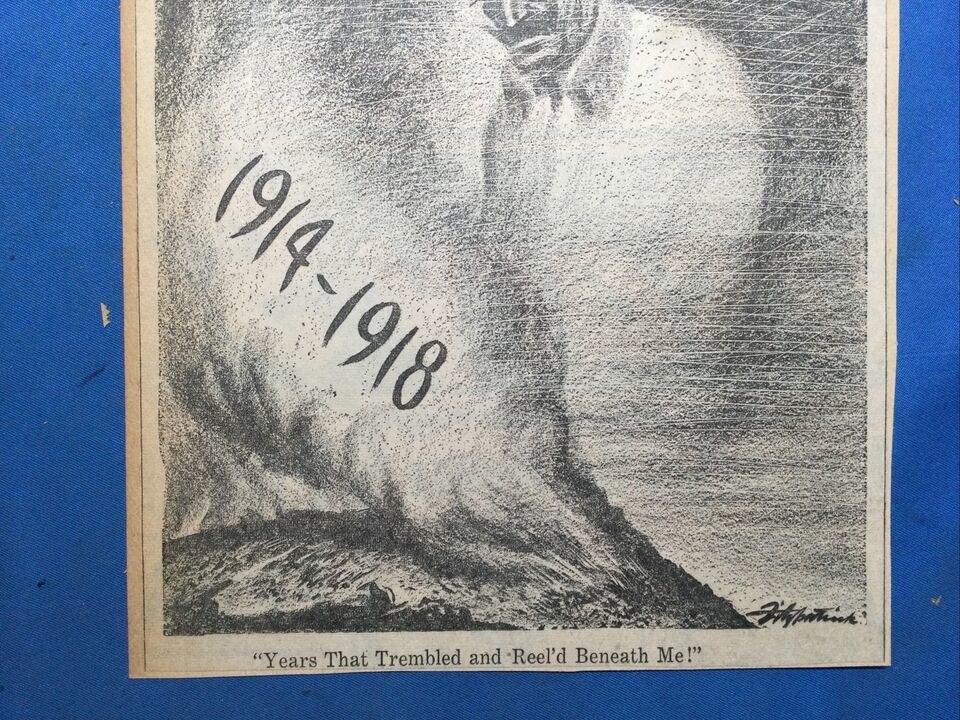 1914-1918
Fitzpatrick
"Years That Trembled and Reel'd Beneath Me!"